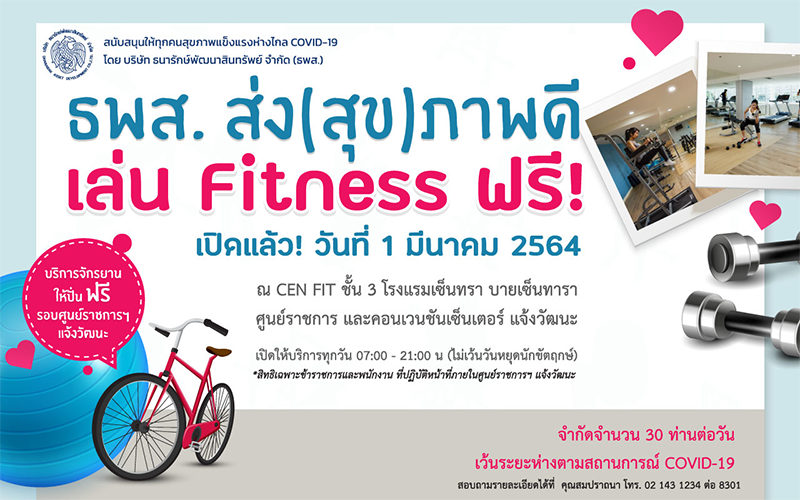 สนับสนุนให้ทุกคนสุขภาพแข็งแรงห่างไกล COVID-19
โดย บริษัท ธนารักษ์พัฒนาสินทรัพย์ จำกัด (ธพส.)
ธพส. ส่ง(สุข)ภาพดี
เล่น Fitness ฟรี!
เปิดแล้ว! วันที่ 1 มีนาคม 2564
บริการจักรยาน
ให้ปั่น ฟรี
รอบศูนย์ราชการฯ
แจ้งวัฒนะ
ณ CEN FIT ชั้น 3 โรงแรมเซ็นทรา บายเซ็นทารา
ศูนย์ราชการ และคอนเวนชันเซ็นเตอร์ แจ้งวัฒนะ
เปิดให้บริการทุกวัน 07:00 - 21:00 น (ไม่เว้นวันหยุดนักขัตฤกษ์)
*สิทธิเฉพาะข้าราชการและพนักงาน ที่ปฏิบัติหน้าที่ภายในศูนย์ราชการฯ แจ้งวัฒนะ
จำกัดจำนวน 30 ท่านต่อวัน
เว้นระยะห่างตามสถานการณ์ COVID-19
สอบถามรายละเอียดได้ที่ คุณสมปราถนา โทร. 02 143 1234 ต่อ 8301